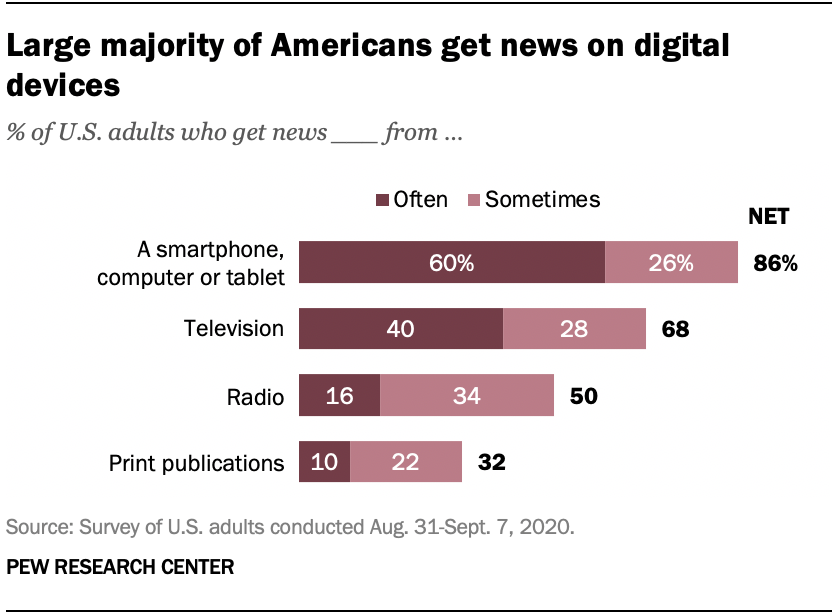 Large majority of Americans get news on digital
devices
% of U.S. adults who get news ____ from ...
Often Sometimes
NET
A smartphone,
computer or tablet 60% 26% 86%
Television 40 28 68
Radio 16 34 50
Print publications 10 22 32
Source: Survey of U.S. adults conducted Aug. 31-Sept. 7, 2020.
PEW RESEARCH CENTER